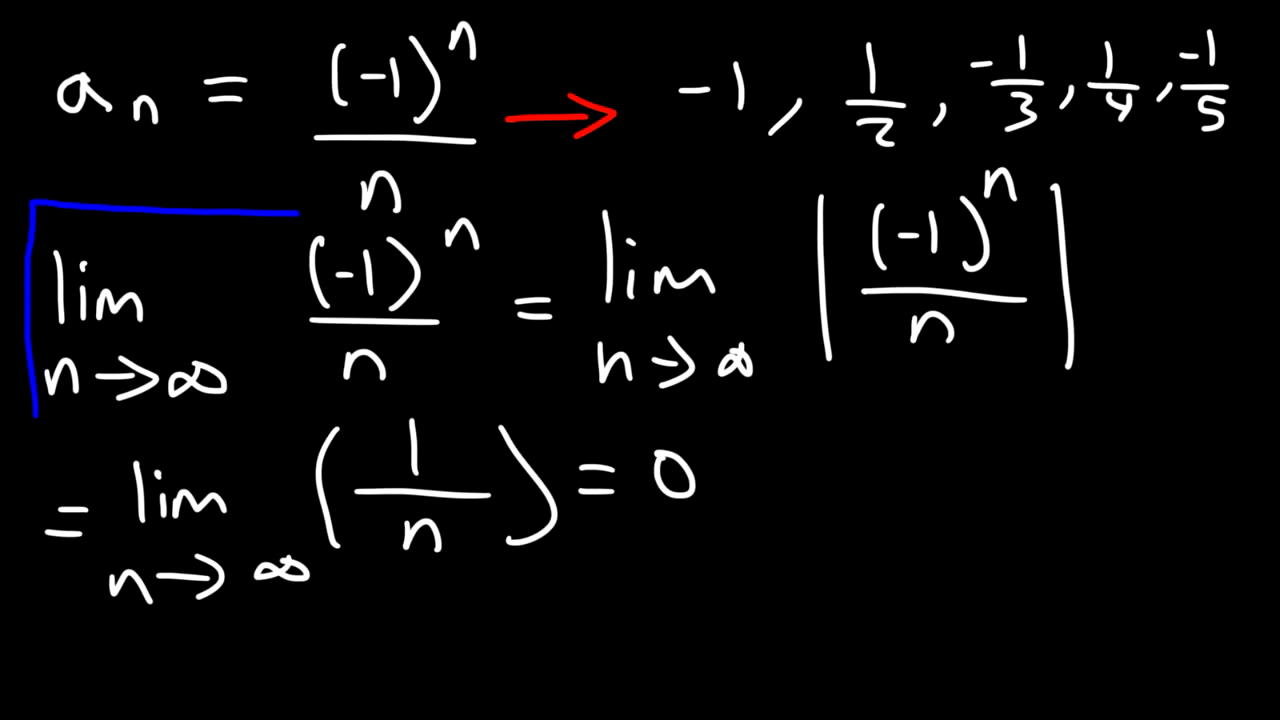 aₙ = (-1)ⁿ/n → -1, 1/2, -1/3, 1/4, -1/5
lim n→∞ (-1)ⁿ/n = lim n→∞ |(-1)ⁿ/n|
= lim n→∞ (1/n) = 0